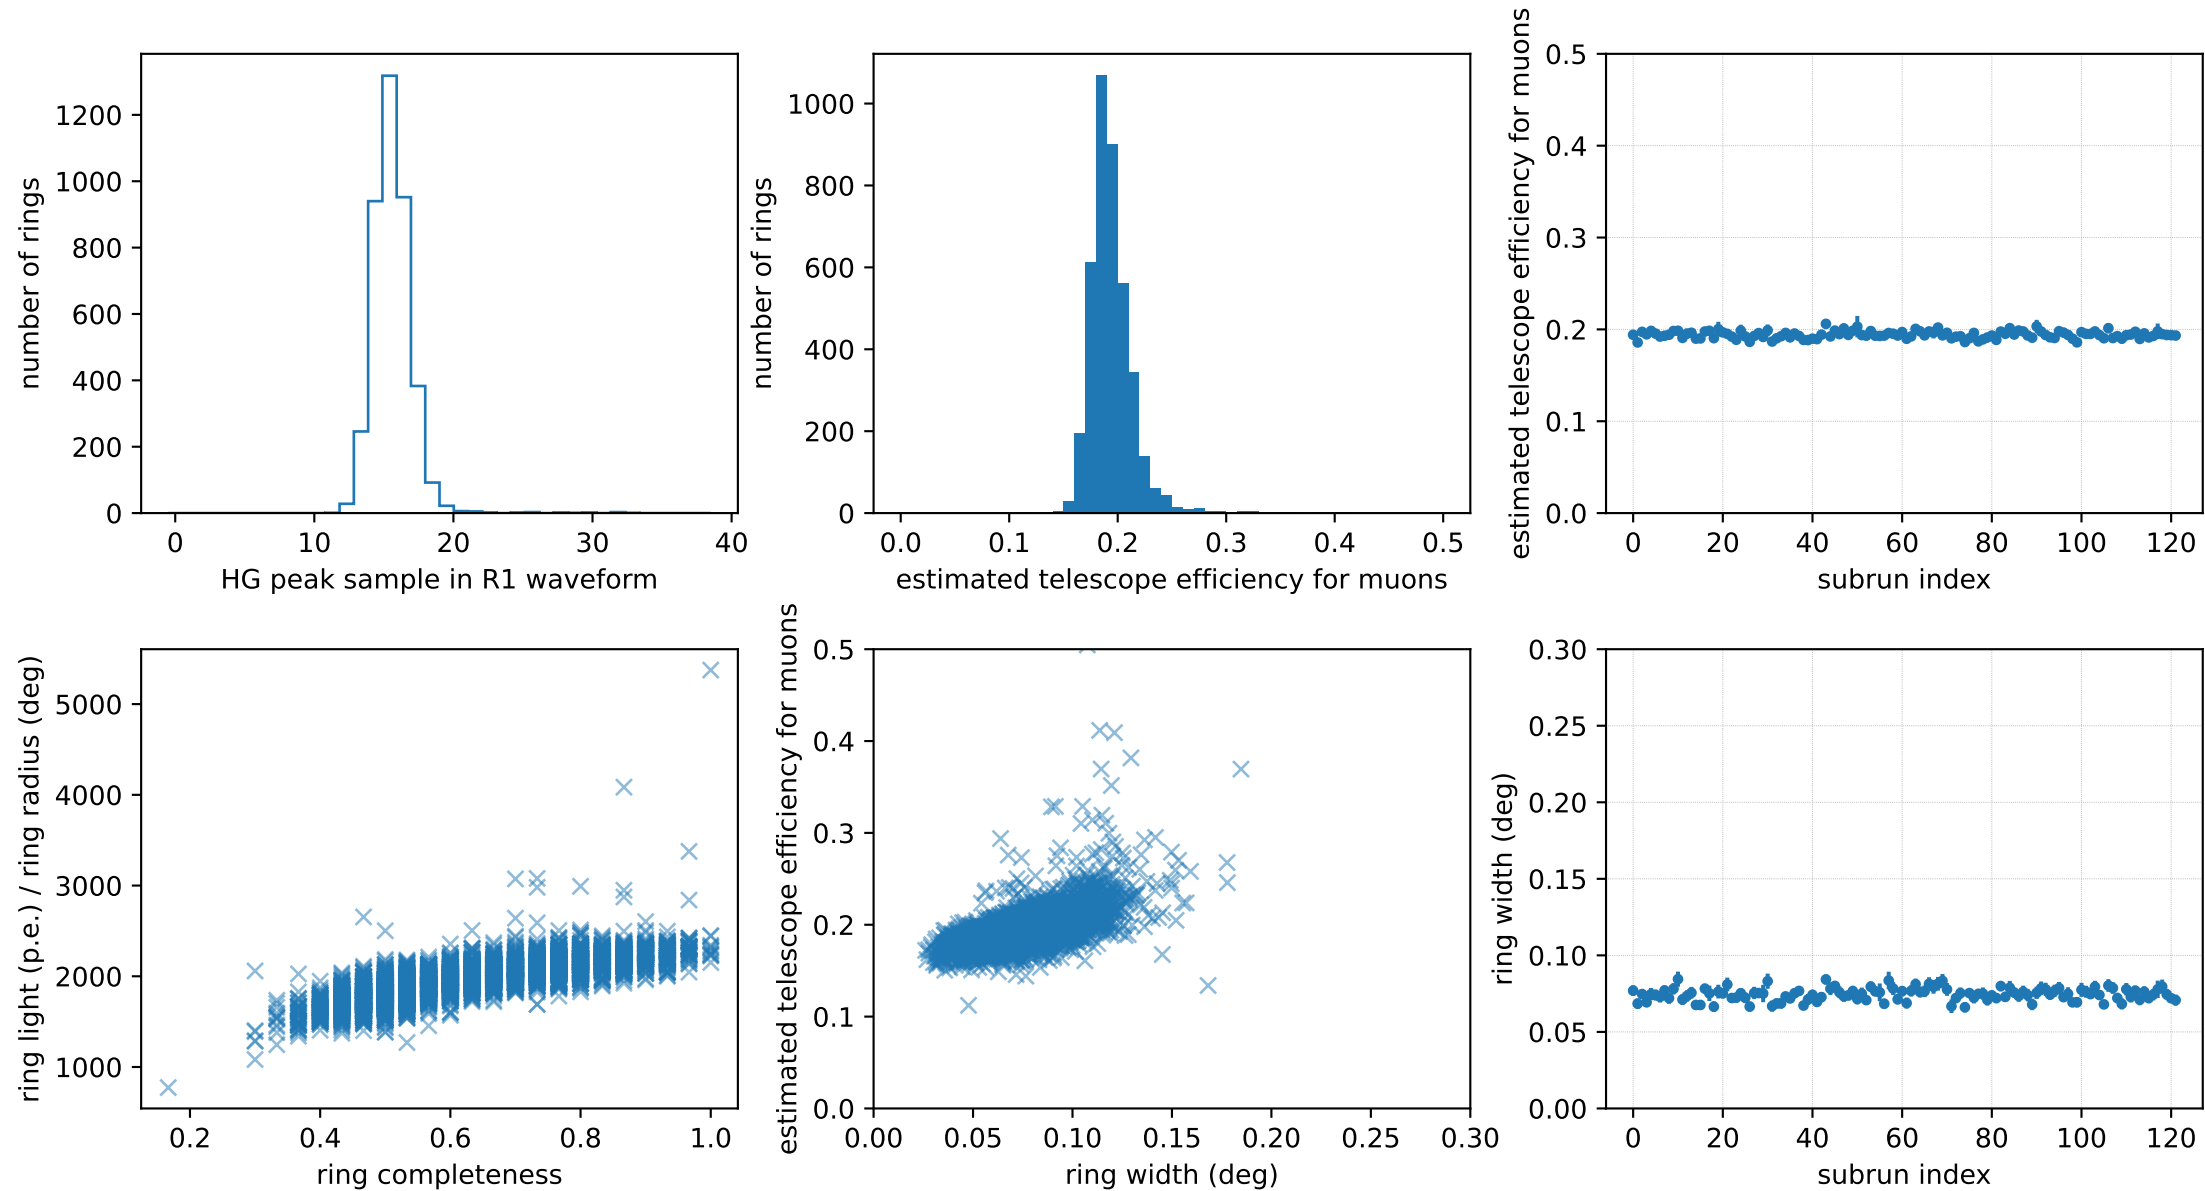 number of rings
1200
1000
800
600
400
200
0
0 10 20 30 40
HG peak sample in R1 waveform
number of rings
1000
800
600
400
200
0
0.0 0.1 0.2 0.3 0.4 0.5
estimated telescope efficiency for muons
estimated telescope efficiency for muons
0.5
0.4
0.3
0.2
0.1
0.0
0 20 40 60 80 100 120
subrun index
ring light (p.e.) / ring radius (deg)
5000
4000
3000
2000
1000
0.2 0.4 0.6 0.8 1.0
ring completeness
estimated telescope efficiency for muons
0.5
0.4
0.3
0.2
0.1
0.0
0.00 0.05 0.10 0.15 0.20 0.25 0.30
ring width (deg)
ring width (deg)
0.30
0.25
0.20
0.15
0.10
0.05
0.00
0 20 40 60 80 100 120
subrun index